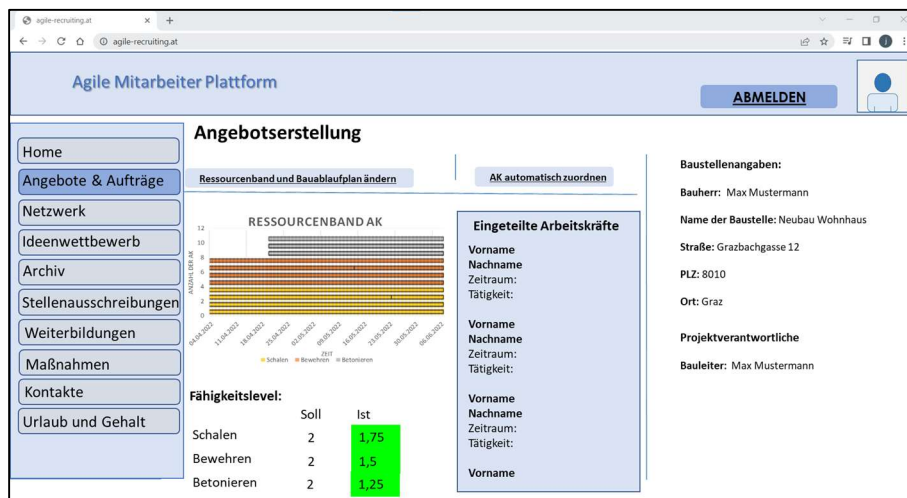 agile-recruiting.at
agile-recruiting.at
Agile Mitarbeiter Plattform
ABMELDEN
Home
Angebote & Aufträge
Netzwerk
Ideenwettbewerb
Archiv
Stellenausschreibungen
Weiterbildungen
Maßnahmen
Kontakte
Urlaub und Gehalt
Angebotserstellung
Ressourcenband und Bauablaufplan ändern
AK automatisch zuordnen
RESSOURCENBAND AK
ANZAHL DER AK
12
10
8
6
4
2
0
04.04.2022
11.04.2022
18.04.2022
25.04.2022
02.05.2022
09.05.2022
16.05.2022
23.05.2022
30.05.2022
06.06.2022
ZEIT
Schalen Bewehren Betonieren
Fähigkeitslevel:
Soll Ist
Schalen 2 1,75
Bewehren 2 1,5
Betonieren 2 1,25
Eingeteilte Arbeitskräfte
Vorname
Nachname
Zeitraum:
Tätigkeit:
Vorname
Nachname
Zeitraum:
Tätigkeit:
Vorname
Nachname
Zeitraum:
Tätigkeit:
Vorname
Baustellenangaben:
Bauherr: Max Mustermann
Name der Baustelle: Neubau Wohnhaus
Straße: Grazbachgasse 12
PLZ: 8010
Ort: Graz
Projektverantwortliche
Bauleiter: Max Mustermann